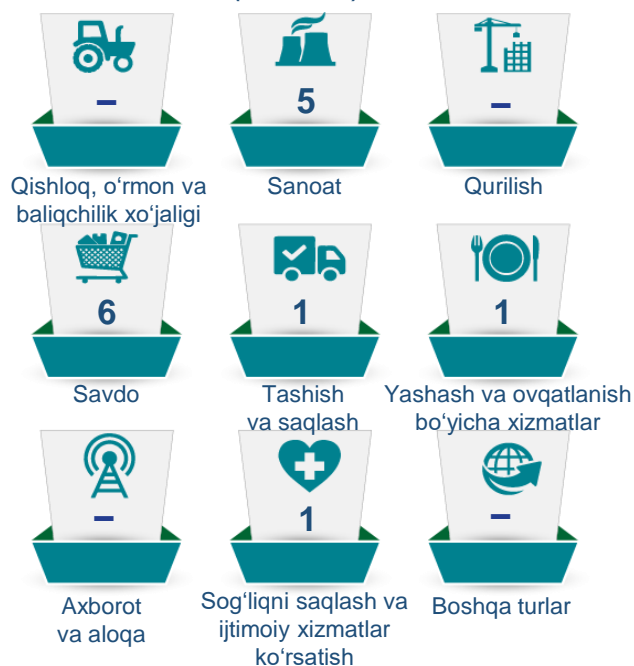 –
5
–
Qishloq, o‘rmon va
baliqchilik xo‘jaligi
Sanoat
Qurilish
6
1
1
Savdo
Tashish
va saqlash
Yashash va ovqatlanish
bo‘yicha xizmatlar
–
1
–
Axborot
va aloqa
Sog‘liqni saqlash va
ijtimoiy xizmatlar
ko‘rsatish
Boshqa turlar